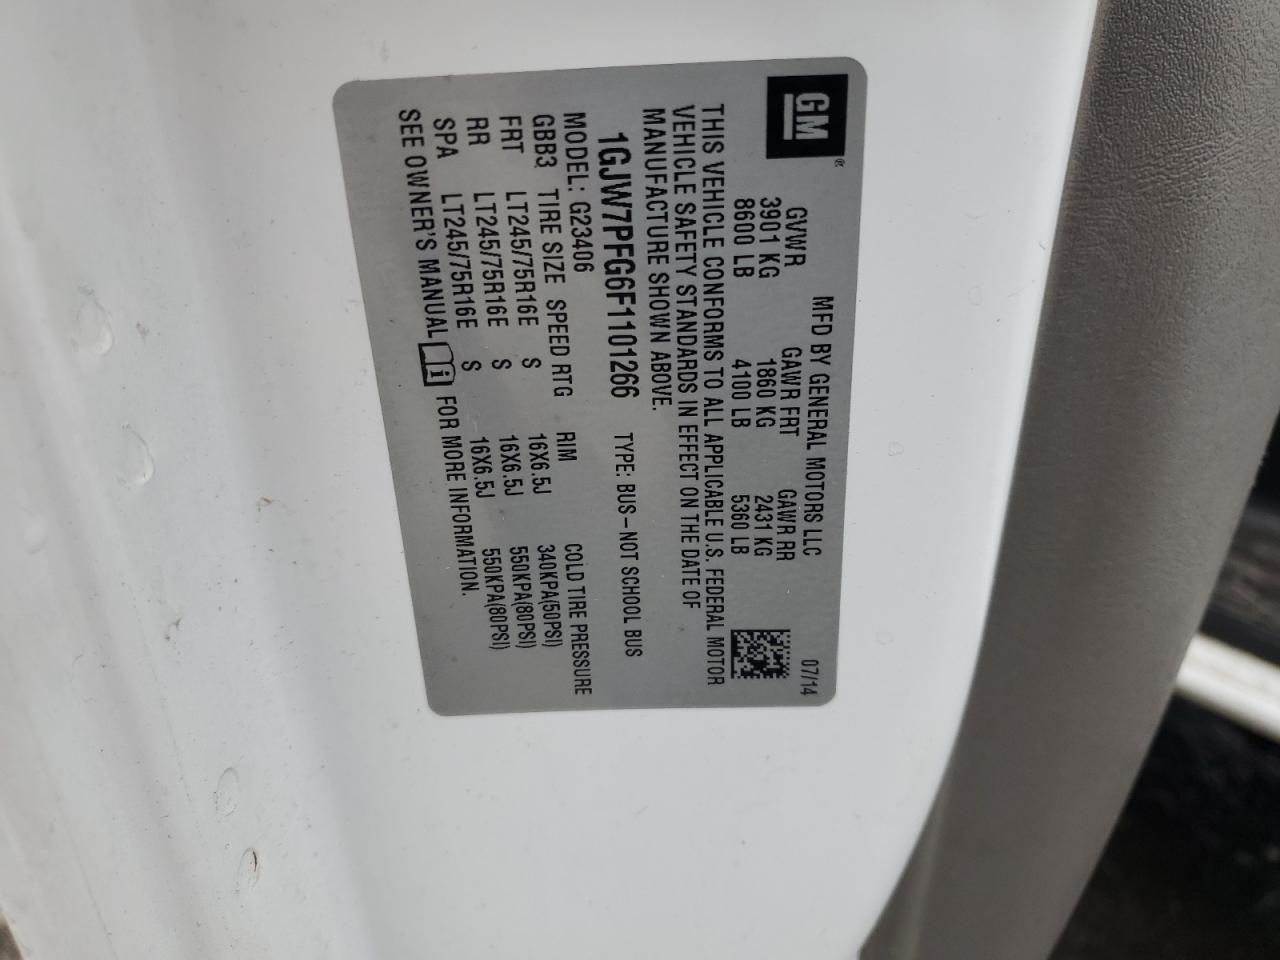 GM®
MFD BY GENERAL MOTORS LLC 07/14
GVWR GAWR FRT GAWR RR
3901 KG 1860 KG 2431 KG
8600 LB 4100 LB 5360 LB
THIS VEHICLE CONFORMS TO ALL APPLICABLE U.S. FEDERAL MOTOR
VEHICLE SAFETY STANDARDS IN EFFECT ON THE DATE OF
MANUFACTURE SHOWN ABOVE.
1GJW7PFG6F1101266 TYPE: BUS-NOT SCHOOL BUS
MODEL: G23406
GBB3 TIRE SIZE SPEED RTG RIM COLD TIRE PRESSURE
FRT LT245/75R16E S 16X6.5J 340KPA(50PSI)
RR LT245/75R16E S 16X6.5J 550KPA(80PSI)
SPA LT245/75R16E S 16X6.5J 550KPA(80PSI)
SEE OWNER'S MANUAL FOR MORE INFORMATION.